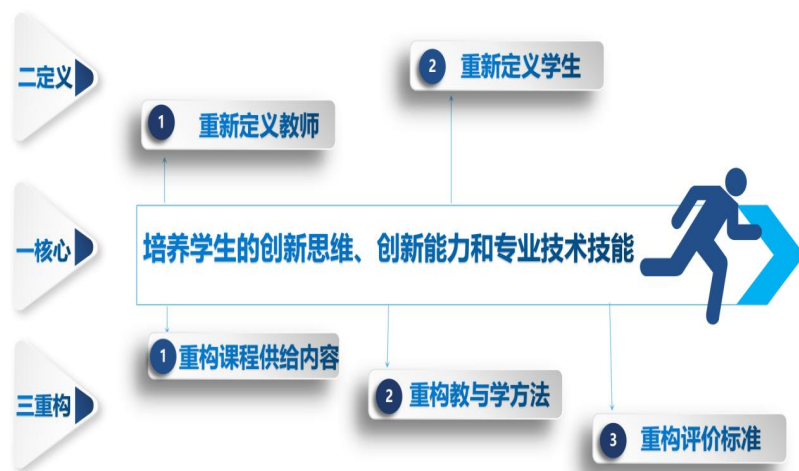 二定义
2 重新定义学生
1 重新定义教师
一核心
培养学生的创新思维、创新能力和专业技术技能
三重构
1 重构课程供给内容
2 重构教与学方法
3 重构评价标准